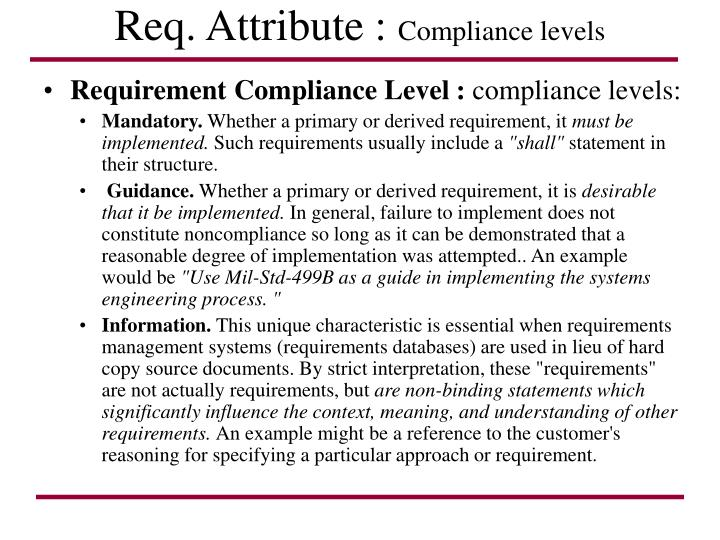 Req. Attribute : Compliance levels
• Requirement Compliance Level : compliance levels:
• Mandatory. Whether a primary or derived requirement, it must be
implemented. Such requirements usually include a "shall" statement in
their structure.
• Guidance. Whether a primary or derived requirement, it is desirable
that it be implemented. In general, failure to implement does not
constitute noncompliance so long as it can be demonstrated that a
reasonable degree of implementation was attempted.. An example
would be "Use Mil-Std-499B as a guide in implementing the systems
engineering process. "
• Information. This unique characteristic is essential when requirements
management systems (requirements databases) are used in lieu of hard
copy source documents. By strict interpretation, these "requirements"
are not actually requirements, but are non-binding statements which
significantly influence the context, meaning, and understanding of other
requirements. An example might be a reference to the customer's
reasoning for specifying a particular approach or requirement.